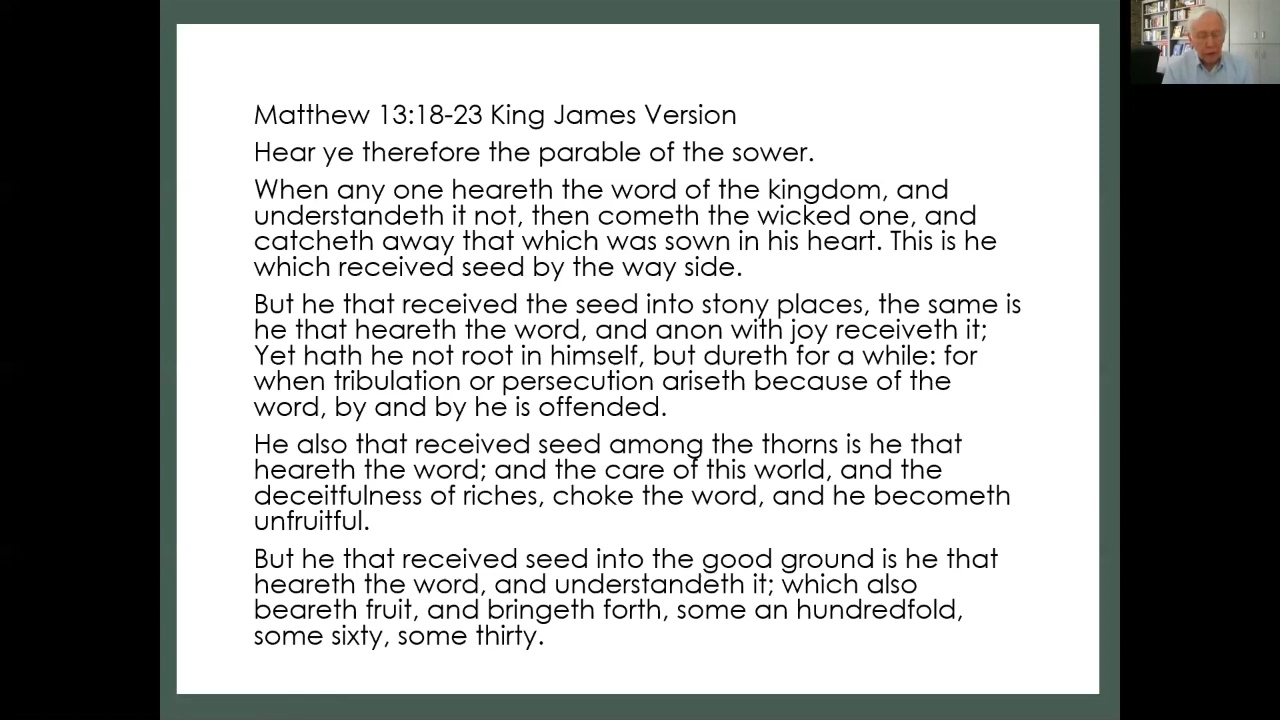 Matthew 13:18-23 King James Version
Hear ye therefore the parable of the sower.
When any one heareth the word of the kingdom, and
understandeth it not, then cometh the wicked one, and
catcheth away that which was sown in his heart. This is he
which received seed by the way side.
But he that received the seed into stony places, the same is
he that heareth the word, and anon with joy receiveth it;
Yet hath he not root in himself, but dureth for a while: for
when tribulation or persecution ariseth because of the
word, by and by he is offended.
He also that received seed among the thorns is he that
heareth the word; and the care of this world, and the
deceitfulness of riches, choke the word, and he becometh
unfruitful.
But he that received seed into the good ground is he that
heareth the word, and understandeth it; which also
beareth fruit, and bringeth forth, some an hundredfold,
some sixty, some thirty.